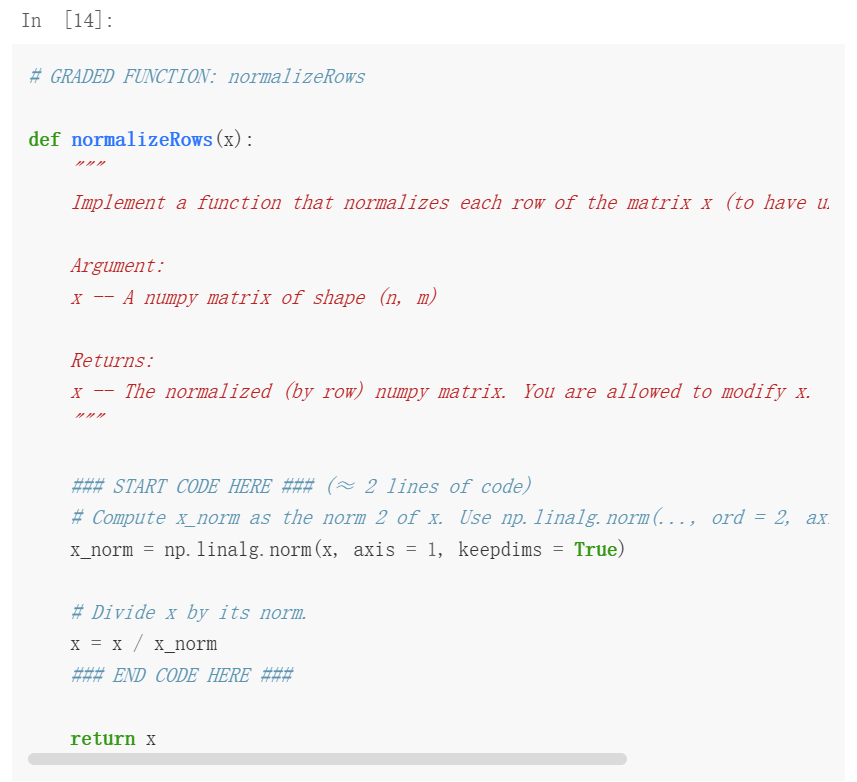 In [14]:
# GRADED FUNCTION: normalizeRows
def normalizeRows(x):
"""
Implement a function that normalizes each row of the matrix x (to have
Argument:
x -- A numpy matrix of shape (n, m)
Returns:
x -- The normalized (by row) numpy matrix. You are allowed to modify x.
"""
### START CODE HERE ### (≈ 2 lines of code)
# Compute x_norm as the norm 2 of x. Use np.linalg.norm(..., ord = 2,
x_norm = np.linalg.norm(x, axis = 1, keepdims = True)
# Divide x by its norm.
x = x / x_norm
### END CODE HERE ###
return x